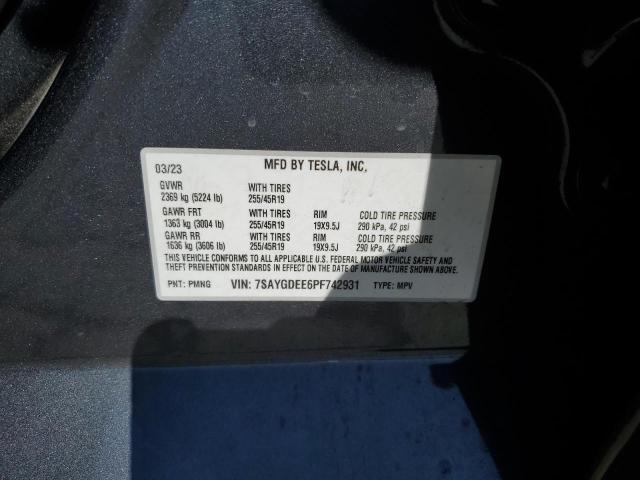 03/23 MFD BY TESLA, INC.
GVWR WITH TIRES
2369 kg (5224 lb) 255/45R19
GAWR FRT WITH TIRES RIM COLD TIRE PRESSURE
1363 kg (3004 lb) 255/45R19 19X9.5J 290 kPa, 42 psi
GAWR RR WITH TIRES RIM COLD TIRE PRESSURE
1636 kg (3606 lb) 255/45R19 19X9.5J 290 kPa, 42 psi
THIS VEHICLE CONFORMS TO ALL APPLICABLE U.S. FEDERAL MOTOR VEHICLE SAFETY AND
THEFT PREVENTION STANDARDS IN EFFECT ON THE DATE OF MANUFACTURE SHOWN ABOVE.
PNT: PMNG VIN: 7SAYGDEE6PF742931 TYPE: MPV